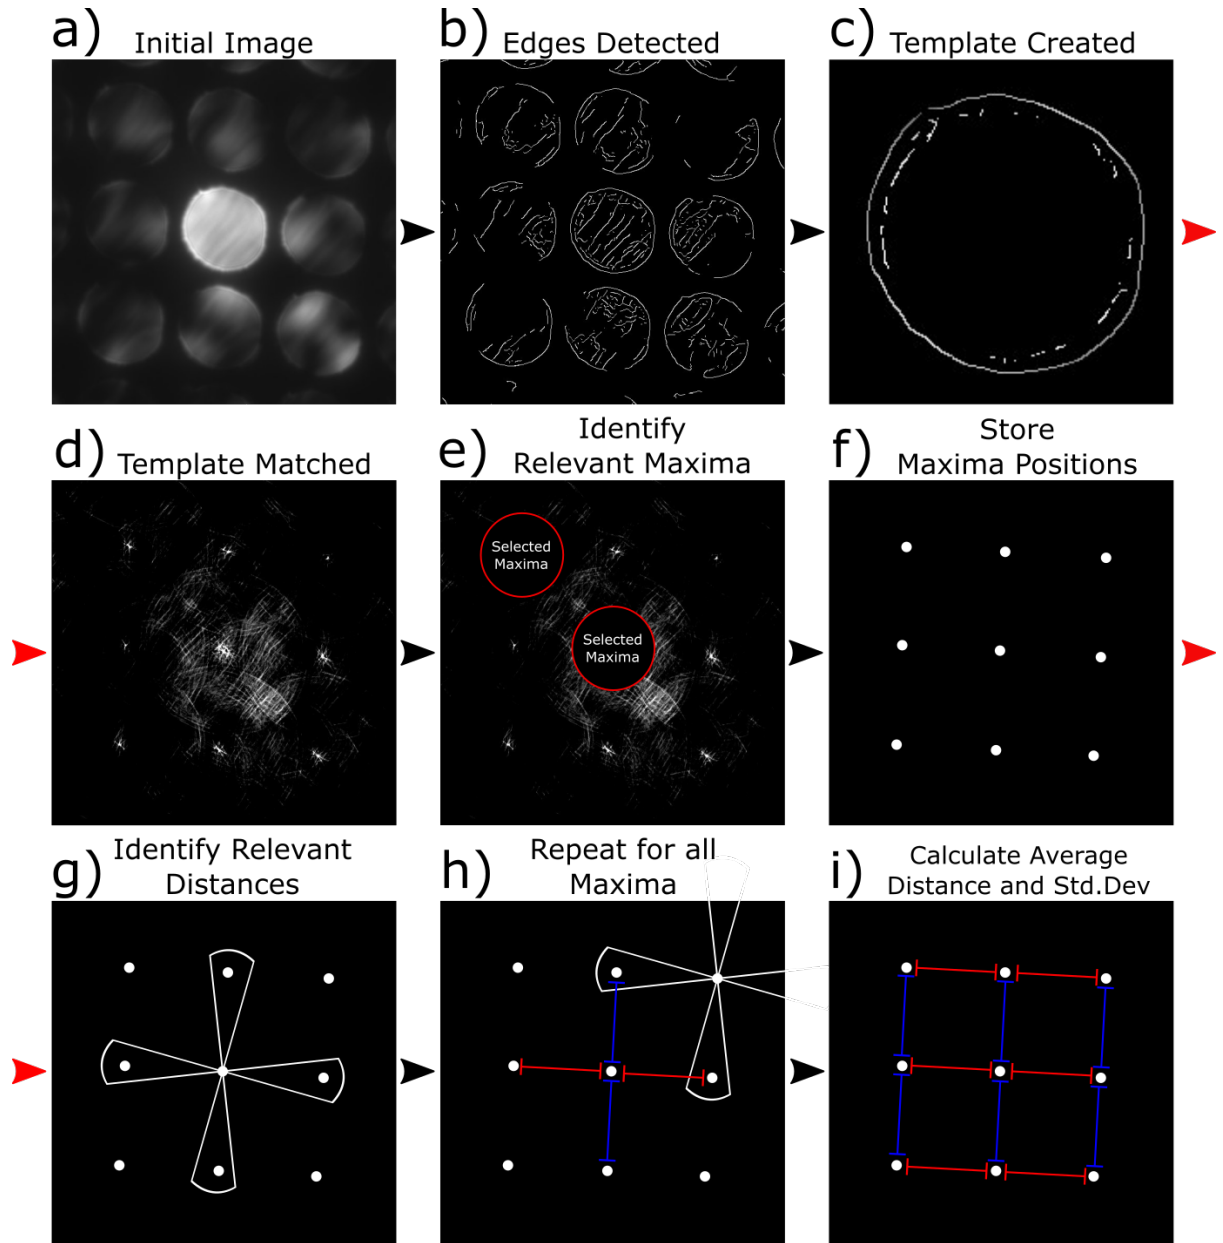 a) Initial Image
b) Edges Detected
c) Template Created
d) Template Matched
e) Identify
Relevant Maxima
Selected
Maxima
Selected
Maxima
f) Store
Maxima Positions
g) Identify Relevant
Distances
h) Repeat for all
Maxima
i) Calculate Average
Distance and Std.Dev